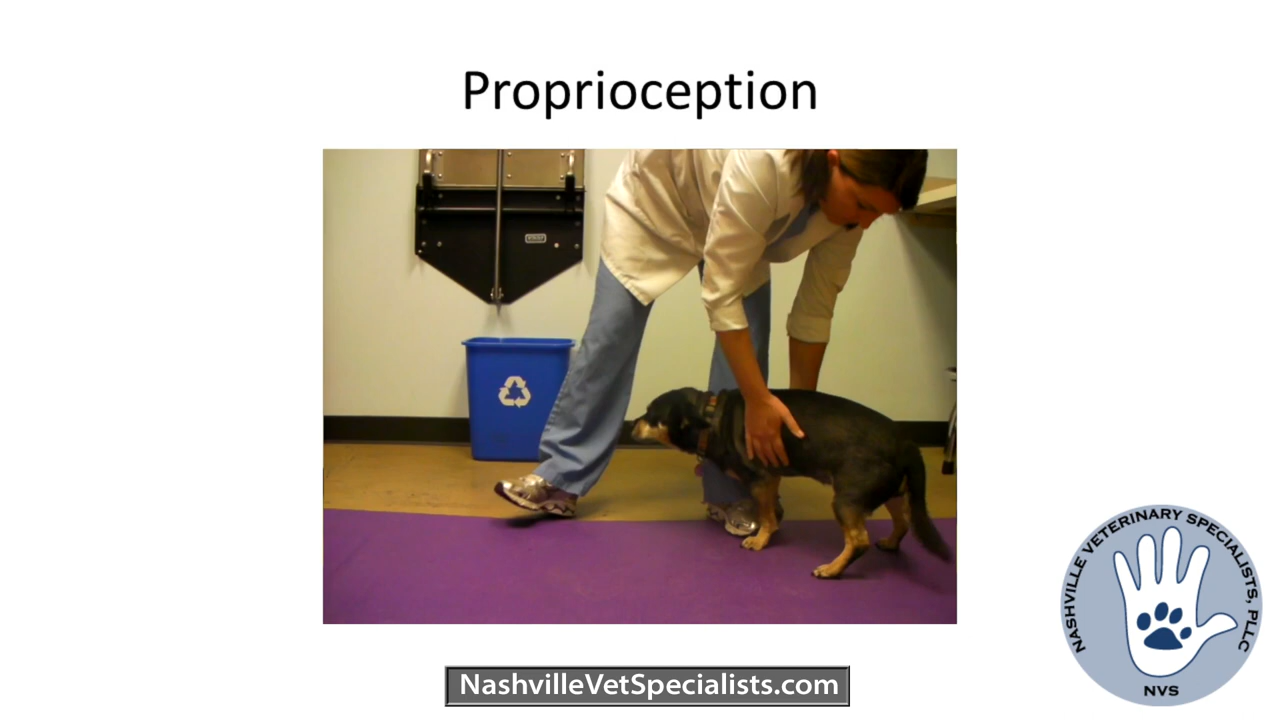 Proprioception
NASHVILLE VETERINARY SPECIALISTS, PLLC
NVS
NashvilleVetSpecialists.com